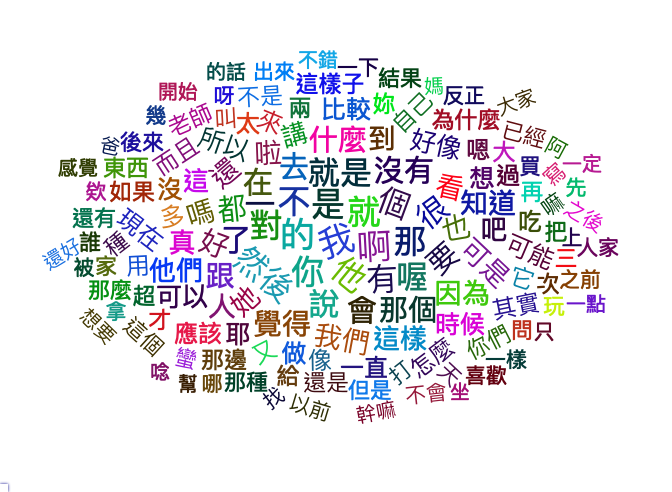 不錯 一下
的話 出來 這樣子 結果 媽
開始 呀 不是 兩 比較 妳 自己 反正 大家
幾 老師 叫 太 來 講 什麼 到 好像 為什麼 已經 阿
爸 後來 而且 所以 啦 去 就是 沒有 嗯 大 買 一定
感覺 東西 還 在 看 想 過 再 先
欸 如果 沒 這 一 不 是 就 個 很 知道 嘛 之後
還有 現在 多 嗎 都 對 的 我 啊 那 也 吧 吃 把 上
還好 誰 種 真 好 了 要 可是 可能 三 人家
被 家 用 他們 跟 然後 你 他 有 喔 它 次 之前
那麼 超 可以 人 她 說 會 那個 因為 其實 玩 一點
拿 才 應該 耶 覺得 我們 這樣 時候 你們 問 只
想要 這個 蠻 那邊 又 做 像 一直 打 怎麼 天 一樣
唸 幫 哪 那種 給 還是 但是 不會 坐 喜歡
找 以前 幹嘛